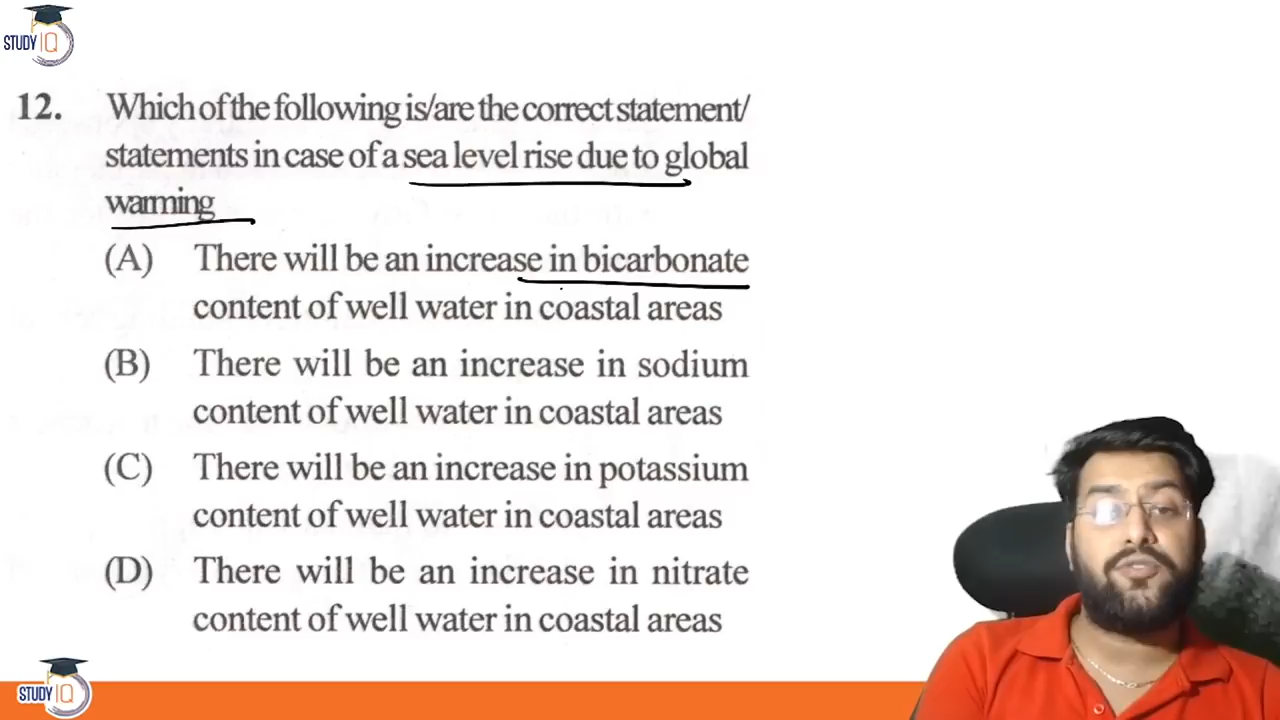 STUDY IQ
12. Which of the following is/are the correct statement/
statements in case of a sea level rise due to global
warming
(A) There will be an increase in bicarbonate
content of well water in coastal areas
(B) There will be an increase in sodium
content of well water in coastal areas
(C) There will be an increase in potassium
content of well water in coastal areas
(D) There will be an increase in nitrate
content of well water in coastal areas
STUDY IQ